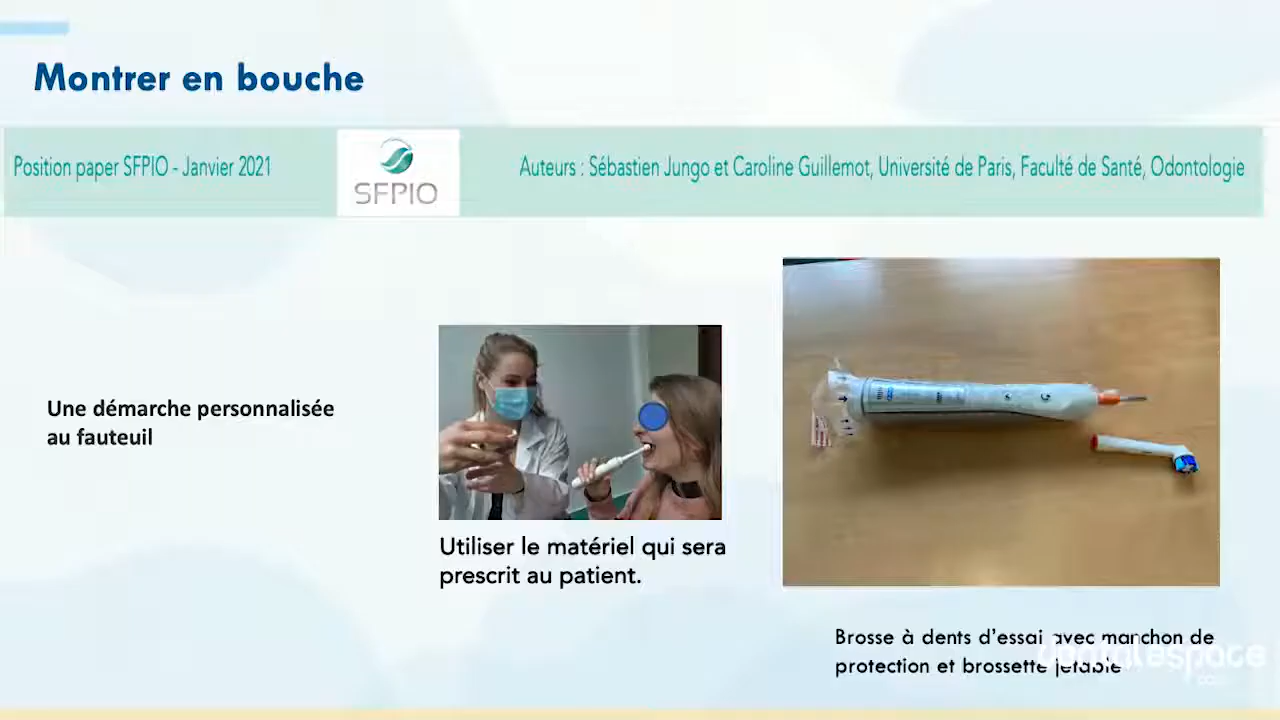 Montrer en bouche
Position paper SFPIO - Janvier 2021
SFPIO
Auteurs : Sébastien Jungo et Caroline Guillemot, Université de Paris, Faculté de Santé, Odontologie
Une démarche personnalisée
au fauteuil
Utiliser le matériel qui sera
prescrit au patient.
Brosse à dents d'essai avec manchon de
protection et brossette jetable
dentalespace
.com